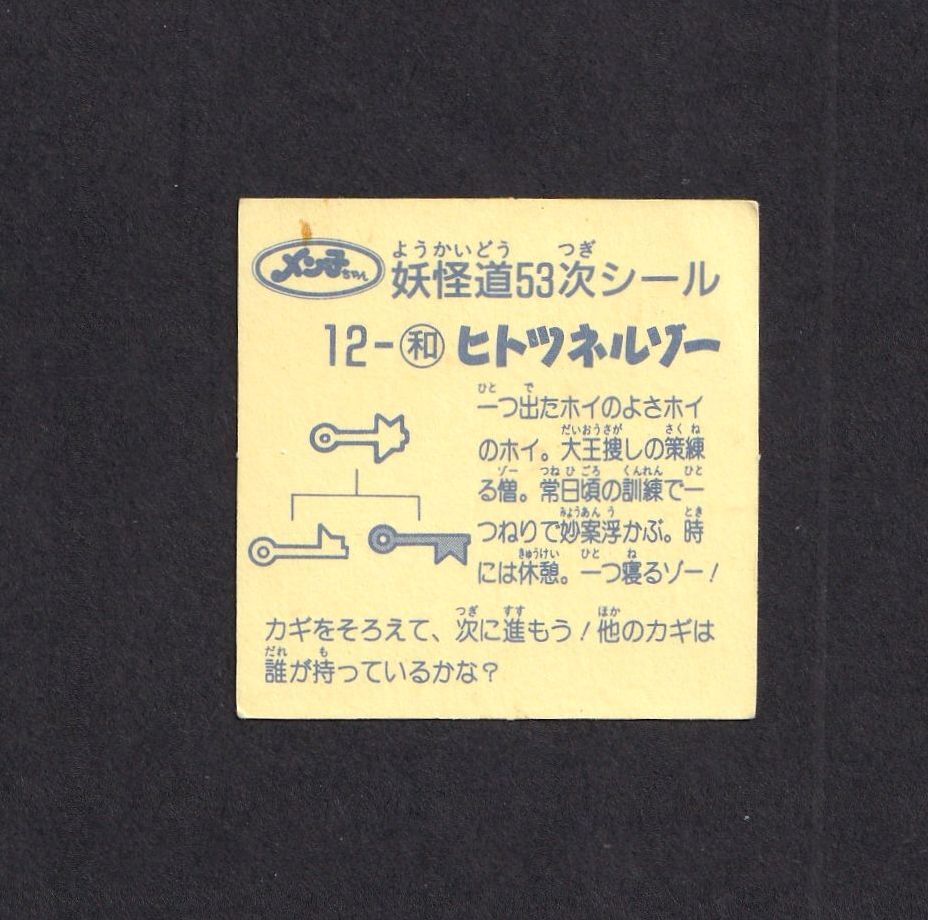 メン子ちゃん
ようかいどう つぎ
妖怪道53次シール
12-㊗和 ヒトツネルゾー
ひと で
一つ出たホイのよさホイ
だいおうさが さくね
のホイ。大王捜しの策練
ゾー つねひごろ くんれん ひと
る僧。常日頃の訓練で一
みょうあんう とき
つねりで妙案浮かぶ。時
きゅうけい ひと ね
には休憩。一つ寝るゾー!
つぎ すす ほか
カギをそろえて、次に進もう!他のカギは
だれ も
誰が持っているかな?